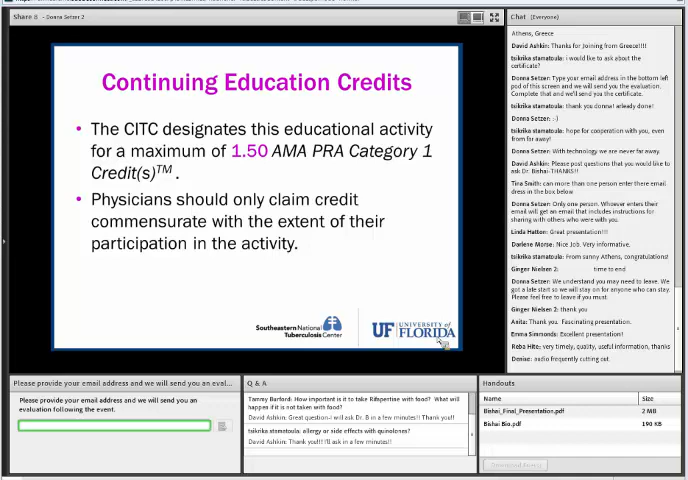 Share 8 - Donna Setzer 2
Continuing Education Credits
• The CITC designates this educational activity
for a maximum of 1.50 AMA PRA Category 1
Credit(s)TM .
• Physicians should only claim credit
commensurate with the extent of their
participation in the activity.
Southeastern National
Tuberculosis Center
UF UNIVERSITY of
FLORIDA
Chat (Everyone)
Athens, Greece
David Ashkin: Thanks for Joining from Greece!!!!
tsikrika stamatoula: i would like to ask about the
certificate?
Donna Setzer: Type your email address in the bottom left
pod of this screen and we will send you the evaluation.
Complete that and we'll send you the certificate.
tsikrika stamatoula: thank you donna! arleady done!
Donna Setzer: :-)
tsikrika stamatoula: hope for cooperation with you, even
from far away!
Donna Setzer: With technology we are never far away.
David Ashkin: Please post questions that you would like to
ask Dr. Bishai-THANKS!!
Tina Smith: can more than one person enter there email
dress in the box below
Donna Setzer: Only one person. Whoever enters their
email will get an email that includes instructions for
sharing with others who were with you.
Linda Hatton: Great presentation!!!
Darlene Morse: Nice Job. Very informative.
tsikrika stamatoula: From sunny Athens, congratulations!
Ginger Nielsen 2: time to end
Donna Setzer: We understand you may need to leave. We
got a late start so we will stay on for anyone who can stay.
Please feel free to leave if you must.
Ginger Nielsen 2: thank you
Anita: Thank you. Fascinating presentation.
Emma Simmonds: Excellent presentation!
Reba Hite: very timely, quality, useful information, thanks
Denise: audio frequently cutting out.
Please provide your email address and we will send you an eval...
Please provide your email address and we will send you an
evaluation following the event.
Q & A
Tammy Burford: How important is it to take Rifapentine with food? What will
happen if it is not taken with food?
David Ashkin: Great question-I will ask Dr. B in a few minutes!! Thank you!!
tsikrika stamatoula: allergy or side effects with quinolones?
David Ashkin: Thank you!!!!I'll ask in a few minutes!!
Handouts
Name Size
Bishai_Final_Presentation.pdf 2 MB
Bishai Bio.pdf 190 KB